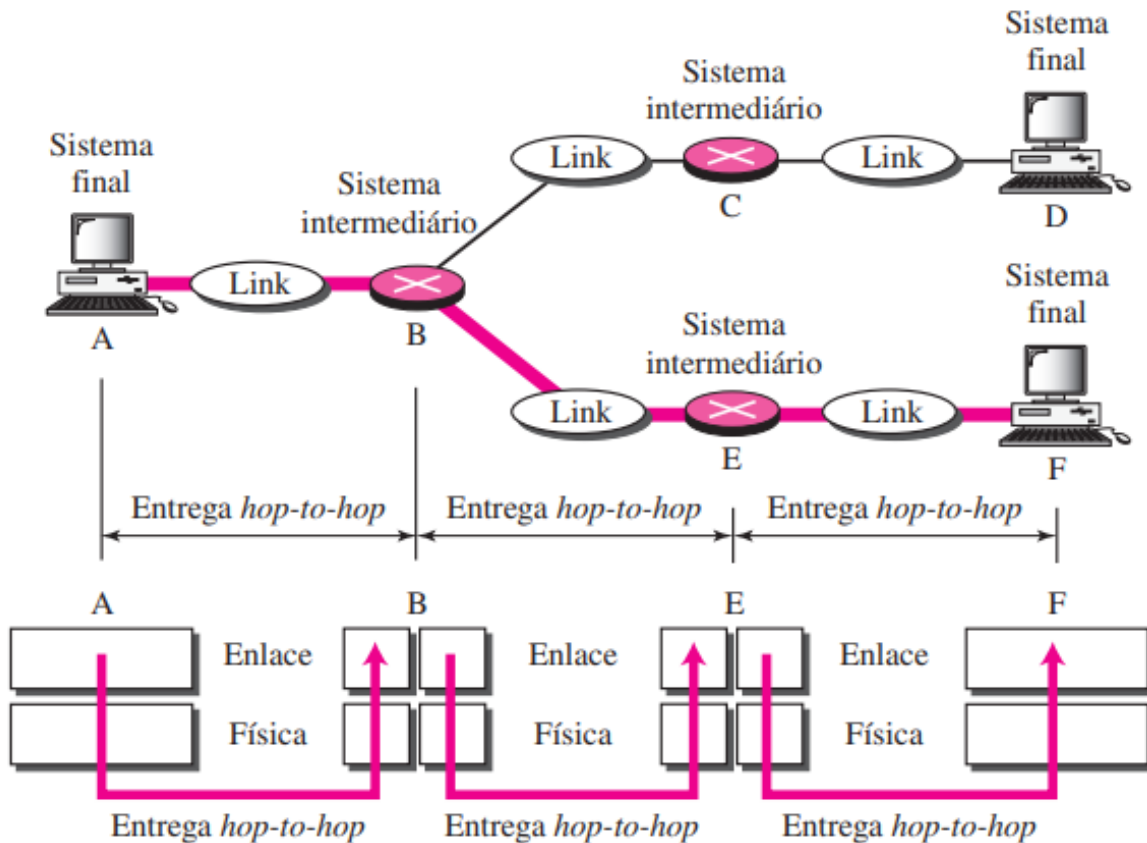 Sistema
final
Sistema
intermediário
Sistema
final
Link
Link
C
D
Sistema
intermediário
Link
A
B
Sistema
intermediário
Sistema
final
Link
Link
E
F
Entrega hop-to-hop
Entrega hop-to-hop
Entrega hop-to-hop
A
B
E
F
Enlace
Enlace
Enlace
Física
Física
Física
Entrega hop-to-hop
Entrega hop-to-hop
Entrega hop-to-hop